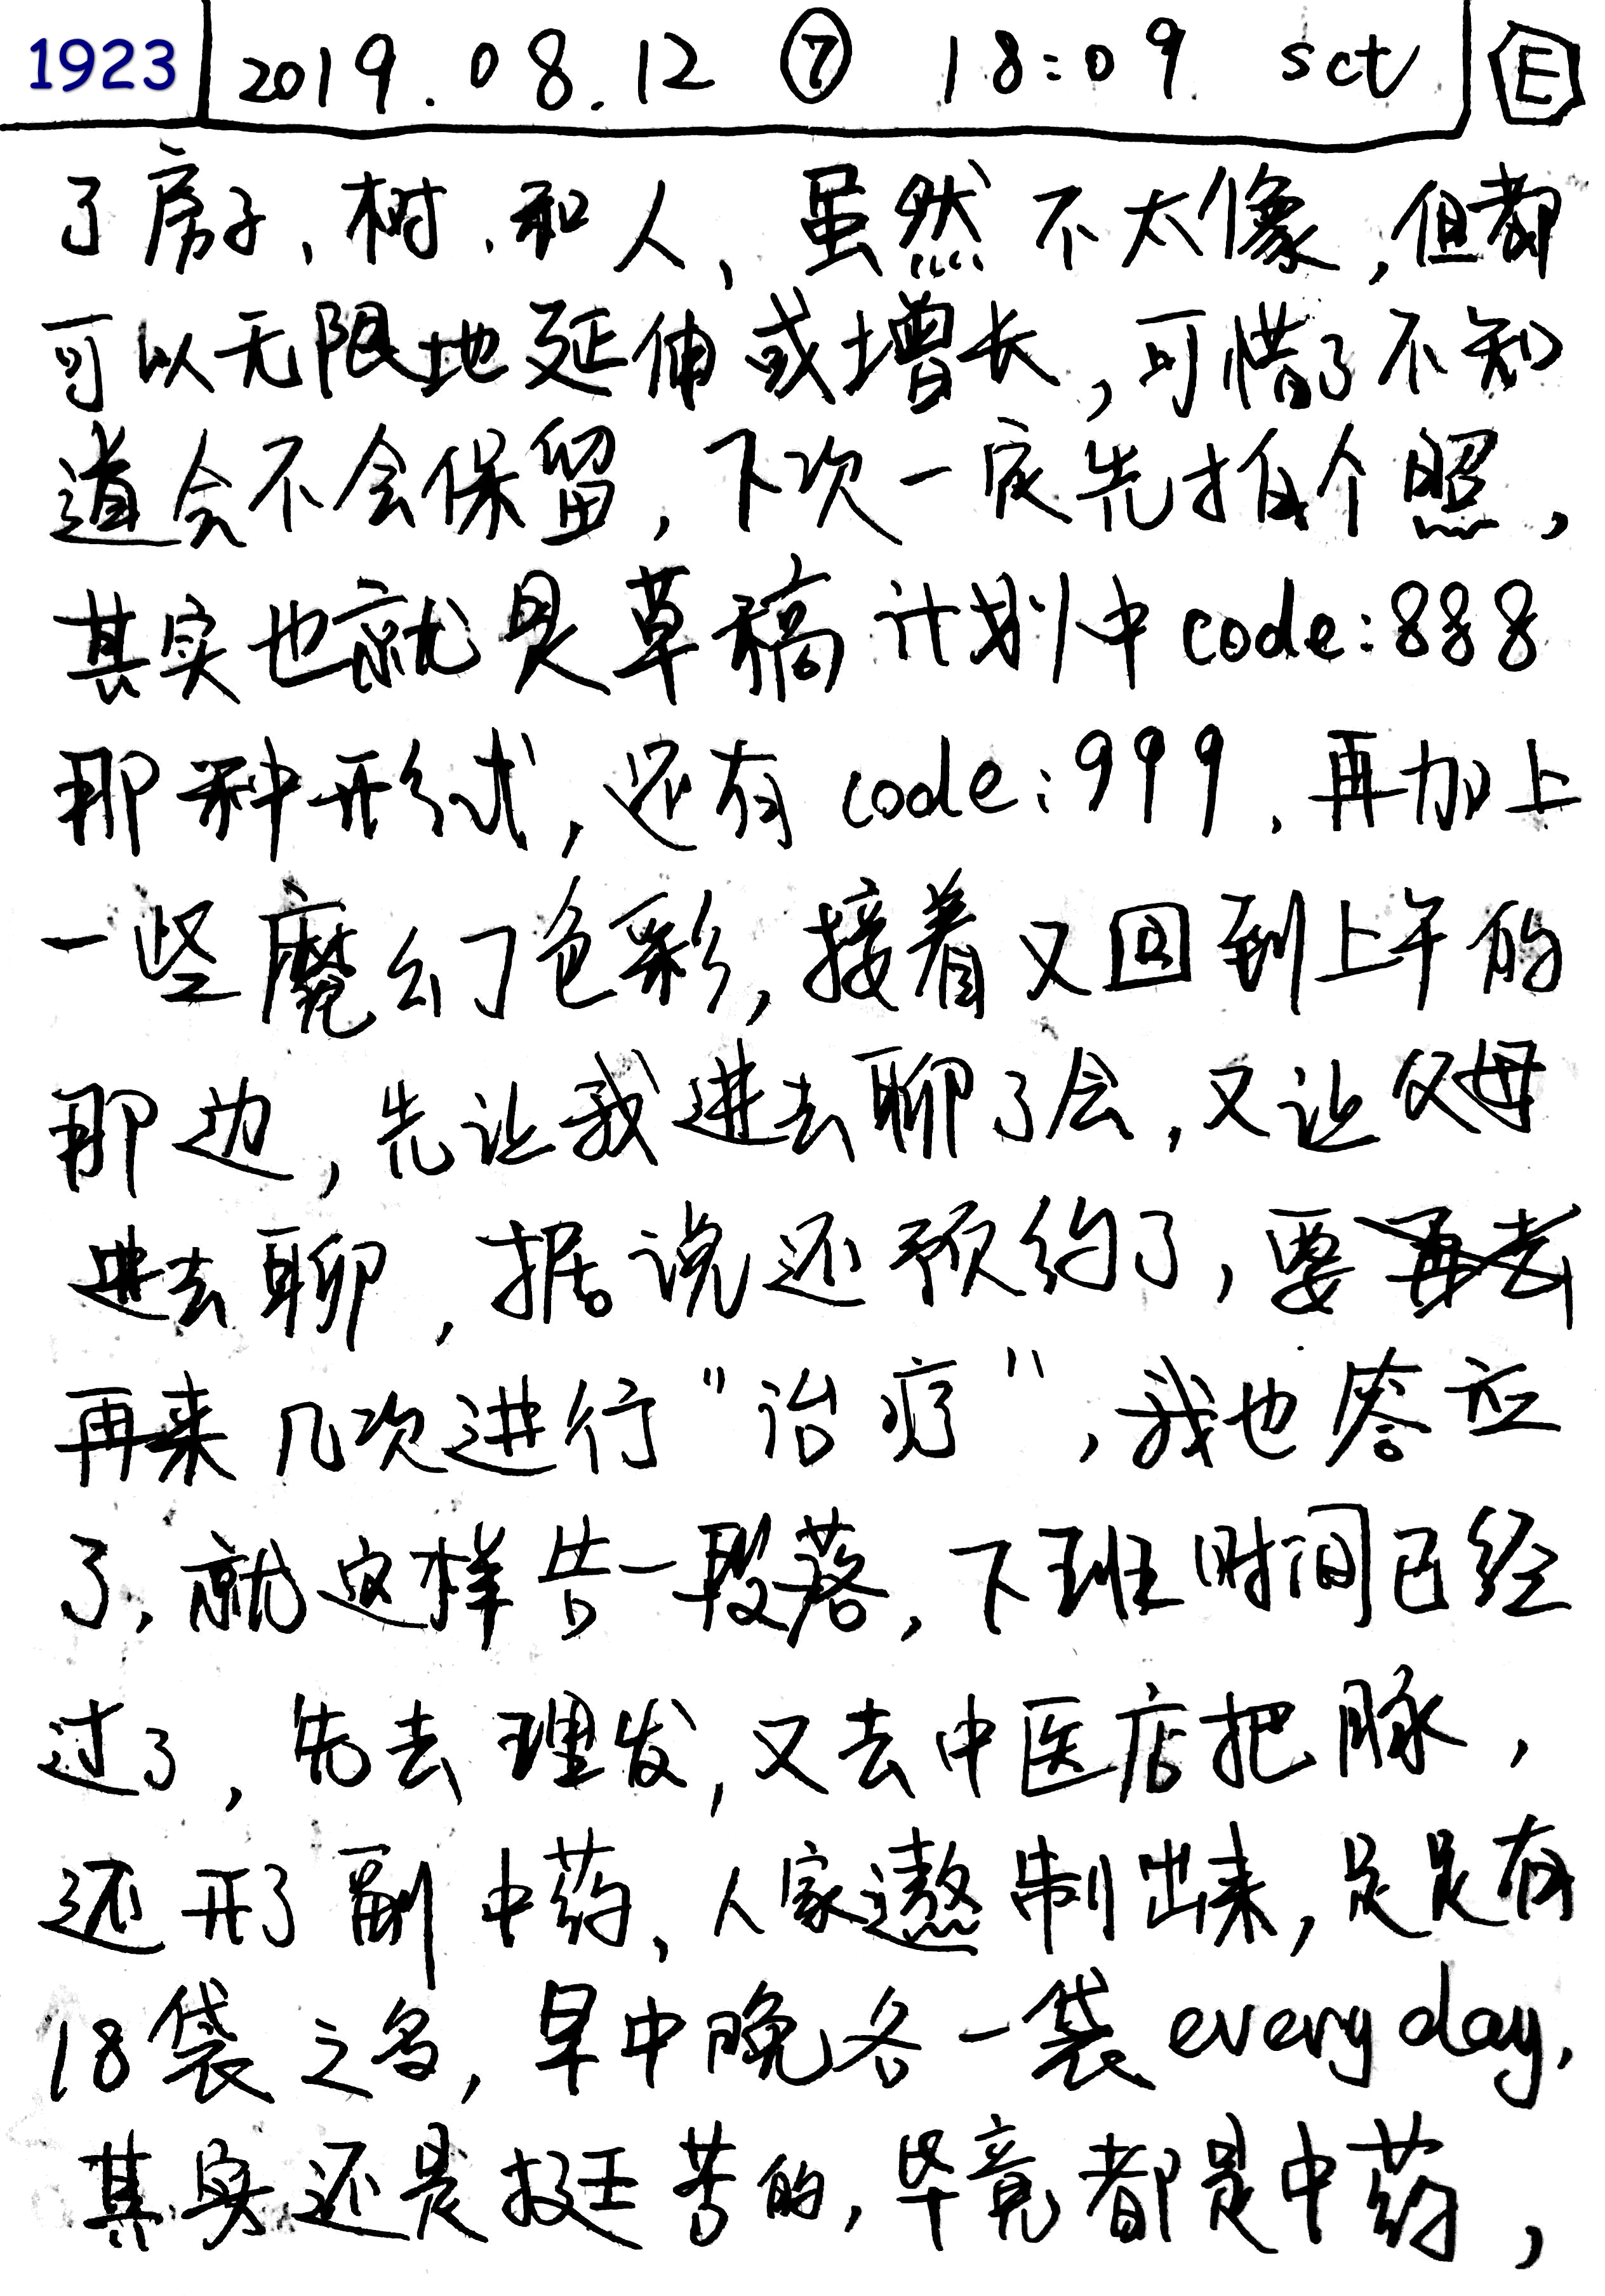 1923 2019.08.12 ⑦ 18:09 sct E
了房子、树、和人、虽然不太像,但都
可以无限地延伸或增长,可惜了不知
道会不会保留,下次一定先拍个照,
其实也就是草稿计划中code:888
那种形式,还有code:999.再加上
一些魔幻色彩,接着又回到上午的
那边,先让我进去聊了会,又让父母
进去聊,据说还预约了,要再去
再来几次进行"治疗",我也答应
了,就这样告一段落,下班时间已经
过了,先去理发,又去中医店把脉,
还开了副中药,人家遨制出来,足足有
18袋之多,早中晚各一袋every day,
其实还是挺苦的,毕竟都是中药,